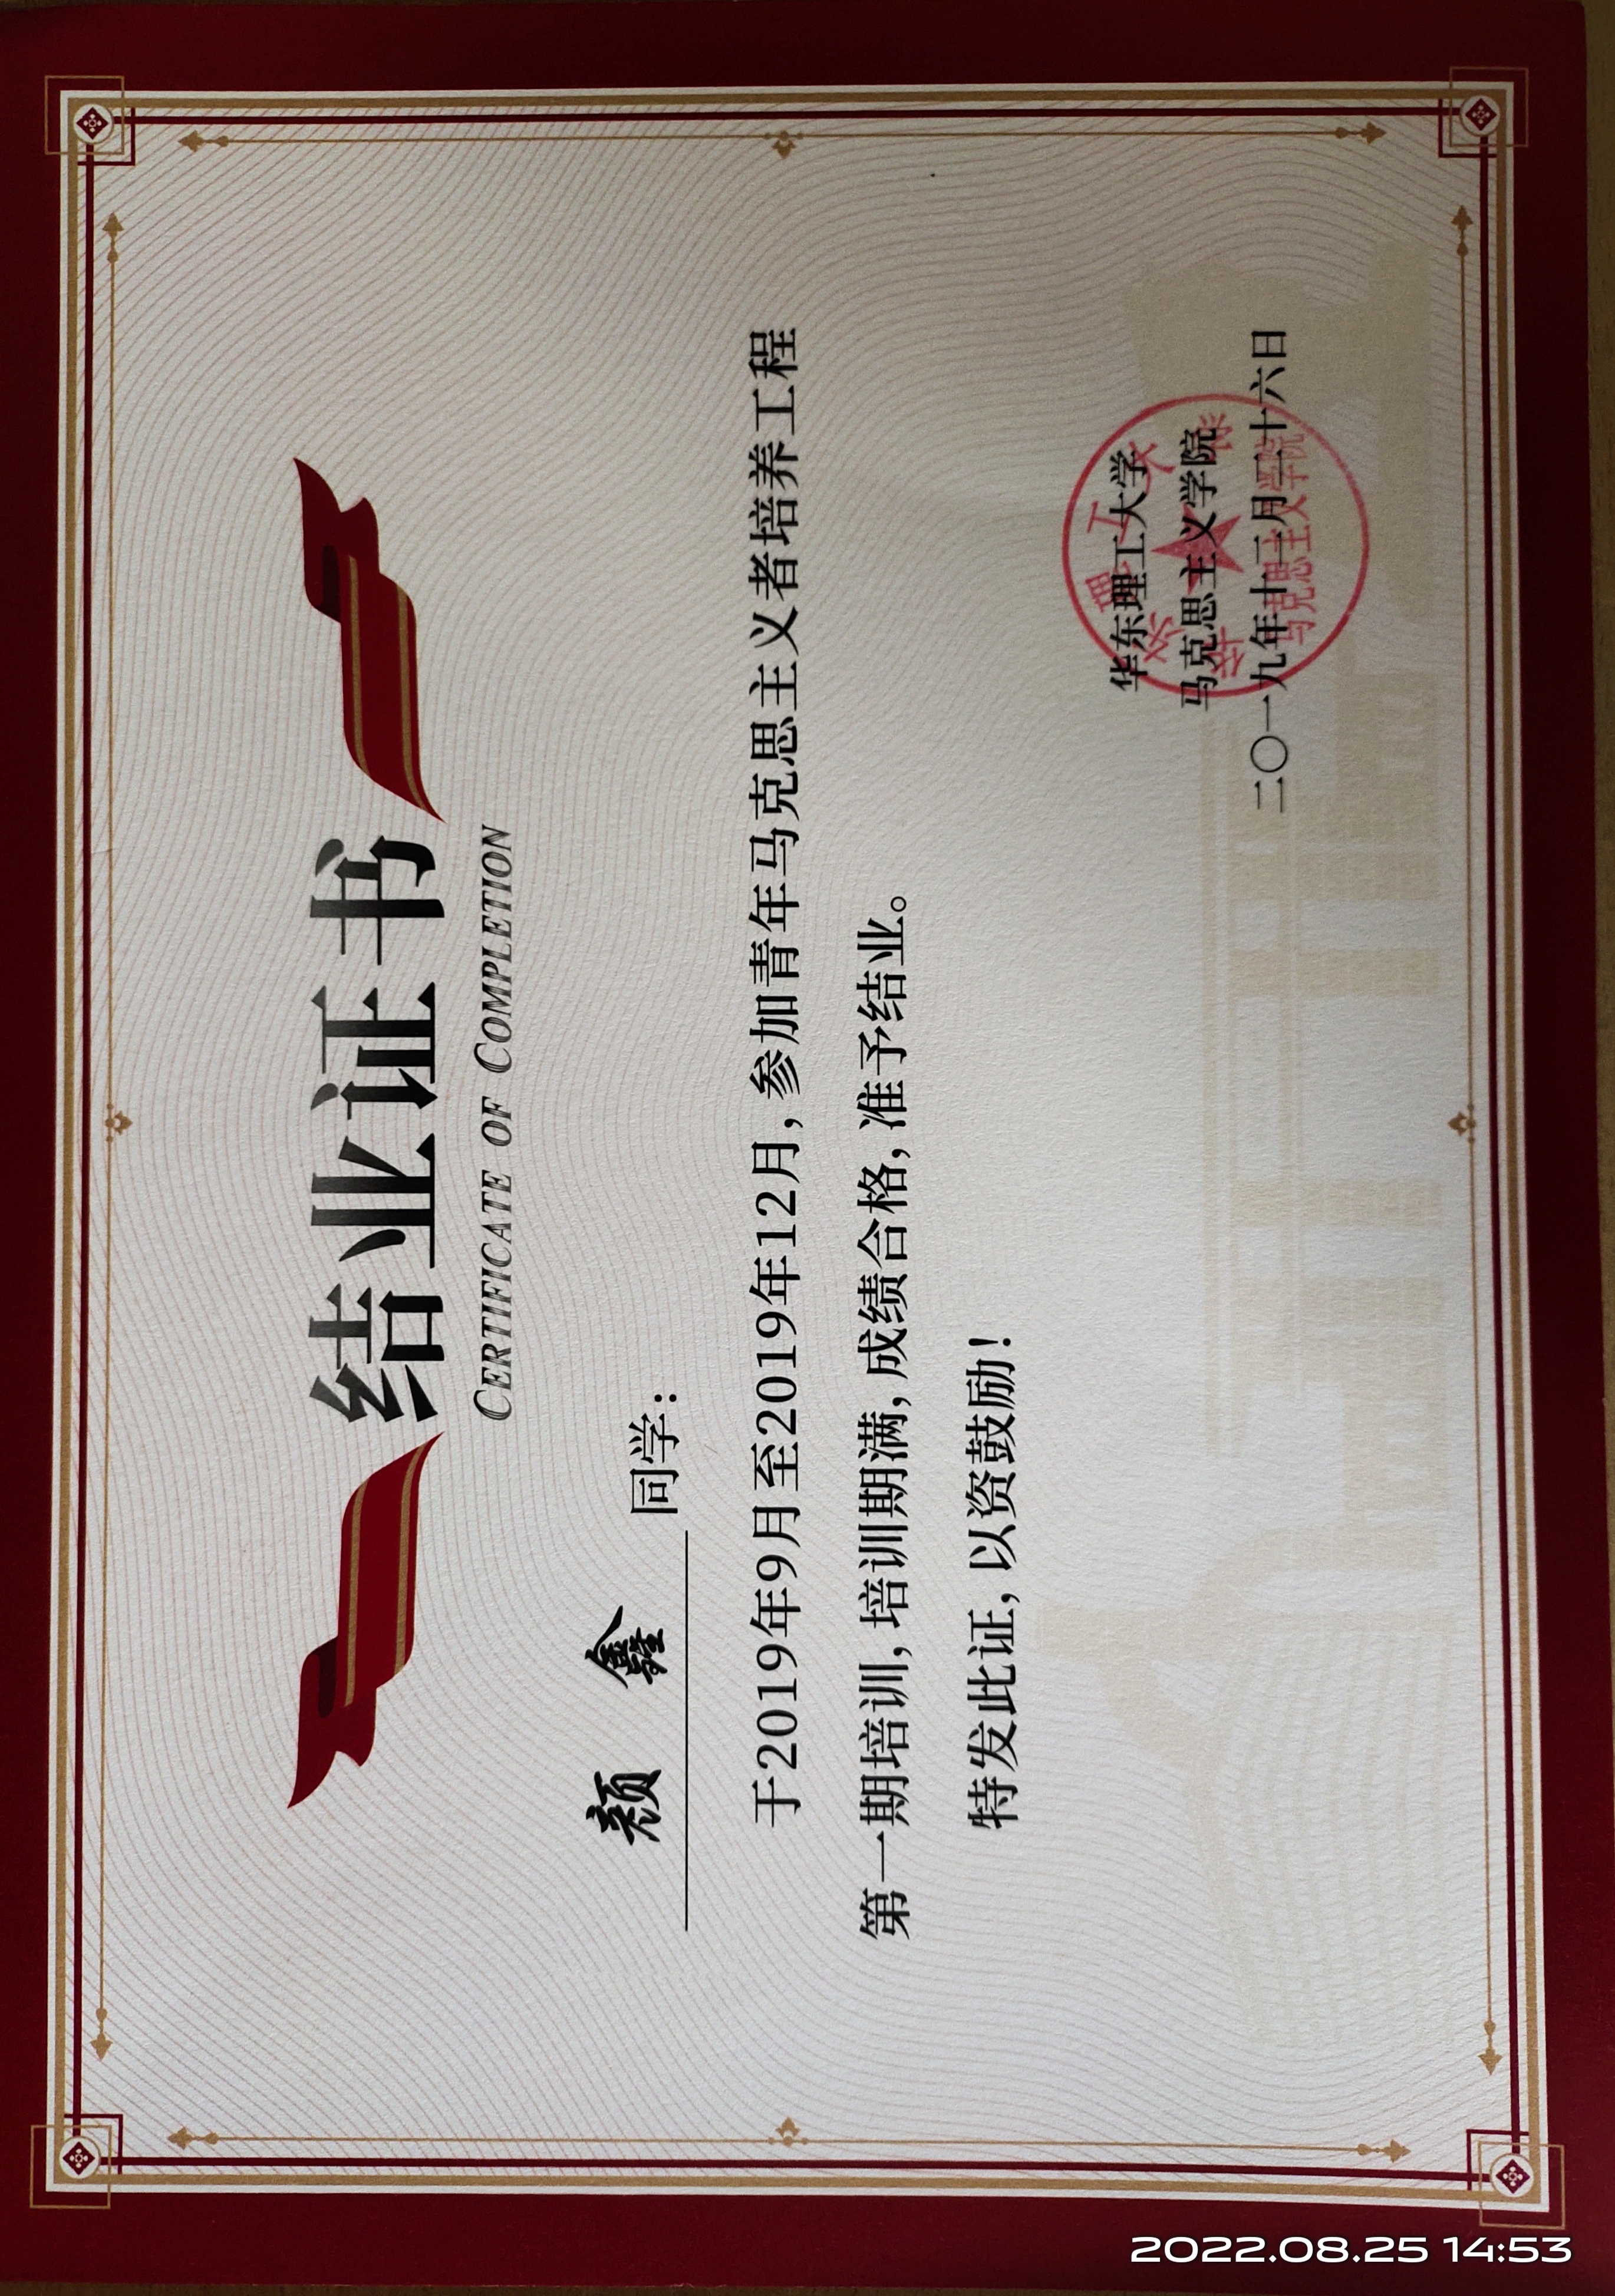 结业证书
CERTIFICATE OF COMPLETION
颜 鑫 同学：
于2019年9月至2019年12月，参加青年马克思主义者培养工程
第一期培训，培训期满，成绩合格，准予结业。
特发此证，以资鼓励！
华东理工大学
马克思主义学院
二〇一九年十二月二十六日
华东理工大学
马克思主义学院
2022.08.25 14:53